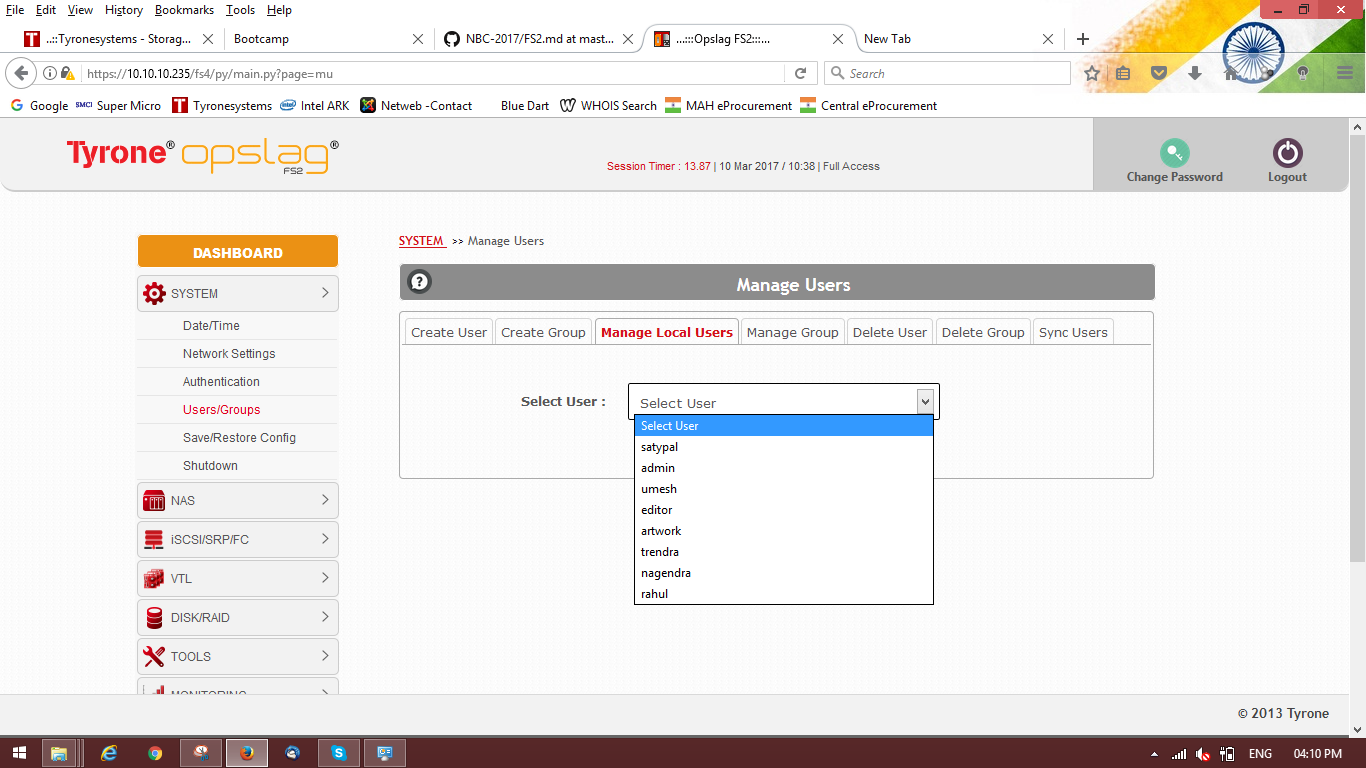 File Edit View History Bookmarks Tools Help
..::Tyronesystems - Storag... Bootcamp NBC-2017/FS2.md at mast... ...:::Opslag FS2:::... New Tab
https://10.10.10.235/fs4/py/main.py?page=mu Search
Google Super Micro Tyronesystems Intel ARK Netweb -Contact Blue Dart WHOIS Search MAH eProcurement Central eProcurement
Tyrone® opslag® FS2
Session Timer : 13.87 | 10 Mar 2017 / 10:38 | Full Access
Change Password Logout
DASHBOARD
SYSTEM
Date/Time
Network Settings
Authentication
Users/Groups
Save/Restore Config
Shutdown
NAS
iSCSI/SRP/FC
VTL
DISK/RAID
TOOLS
MONITORING
SYSTEM >> Manage Users
Manage Users
Create User Create Group Manage Local Users Manage Group Delete User Delete Group Sync Users
Select User : Select User
Select User
satypal
admin
umesh
editor
artwork
trendra
nagendra
rahul
© 2013 Tyrone
ENG 04:10 PM